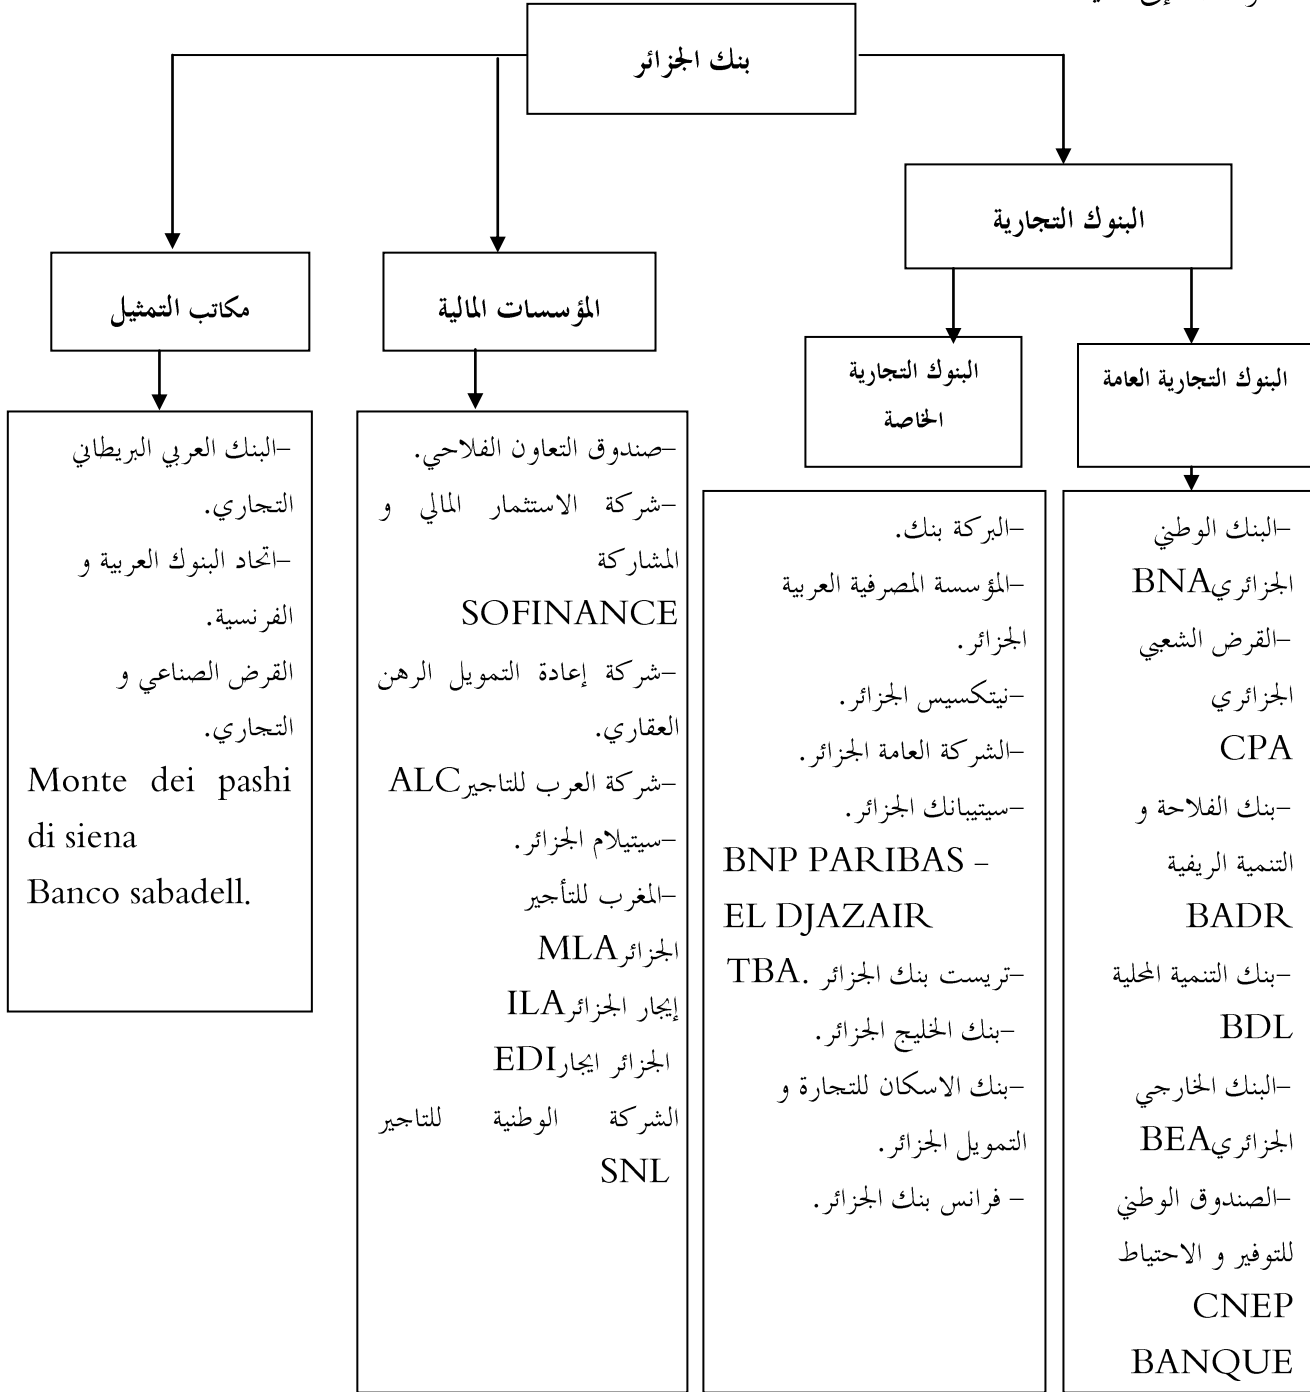 بنك الجزائر
البنوك التجارية
المؤسسات المالية
مكاتب التمثيل
البنوك التجارية العامة
البنوك التجارية
الخاصة
-البنك الوطني
الجزائريBNA
-القرض الشعبي
الجزائري
CPA
-بنك الفلاحة و
التنمية الريفية
BADR
-بنك التنمية المحلية
BDL
-البنك الخارجي
الجزائريBEA
-الصندوق الوطني
للتوفير و الاحتياط
CNEP
BANQUE
-البركة بنك.
-المؤسسة المصرفية العربية
الجزائر.
-نيتكسيس الجزائر.
-الشركة العامة الجزائر.
-سيتيبانك الجزائر.
BNP PARIBAS –
EL DJAZAIR
-تريست بنك الجزائر .TBA
-بنك الخليج الجزائر.
-بنك الاسكان للتجارة و
التمويل الجزائر.
- فرانس بنك الجزائر.
-صندوق التعاون الفلاحي.
-شركة الاستثمار المالي و
المشاركة
SOFINANCE
-شركة إعادة التمويل الرهن
العقاري.
-شركة العرب للتاجيرALC
-سيتيلام الجزائر.
-المغرب للتأجير
الجزائرMLA
إيجار الجزائرILA
الجزائر ايجارEDI
الشركة الوطنية للتاجير
SNL
-البنك العربي البريطاني
التجاري.
-اتحاد البنوك العربية و
الفرنسية.
القرض الصناعي و
التجاري.
Monte dei pashi
di siena
Banco sabadell.